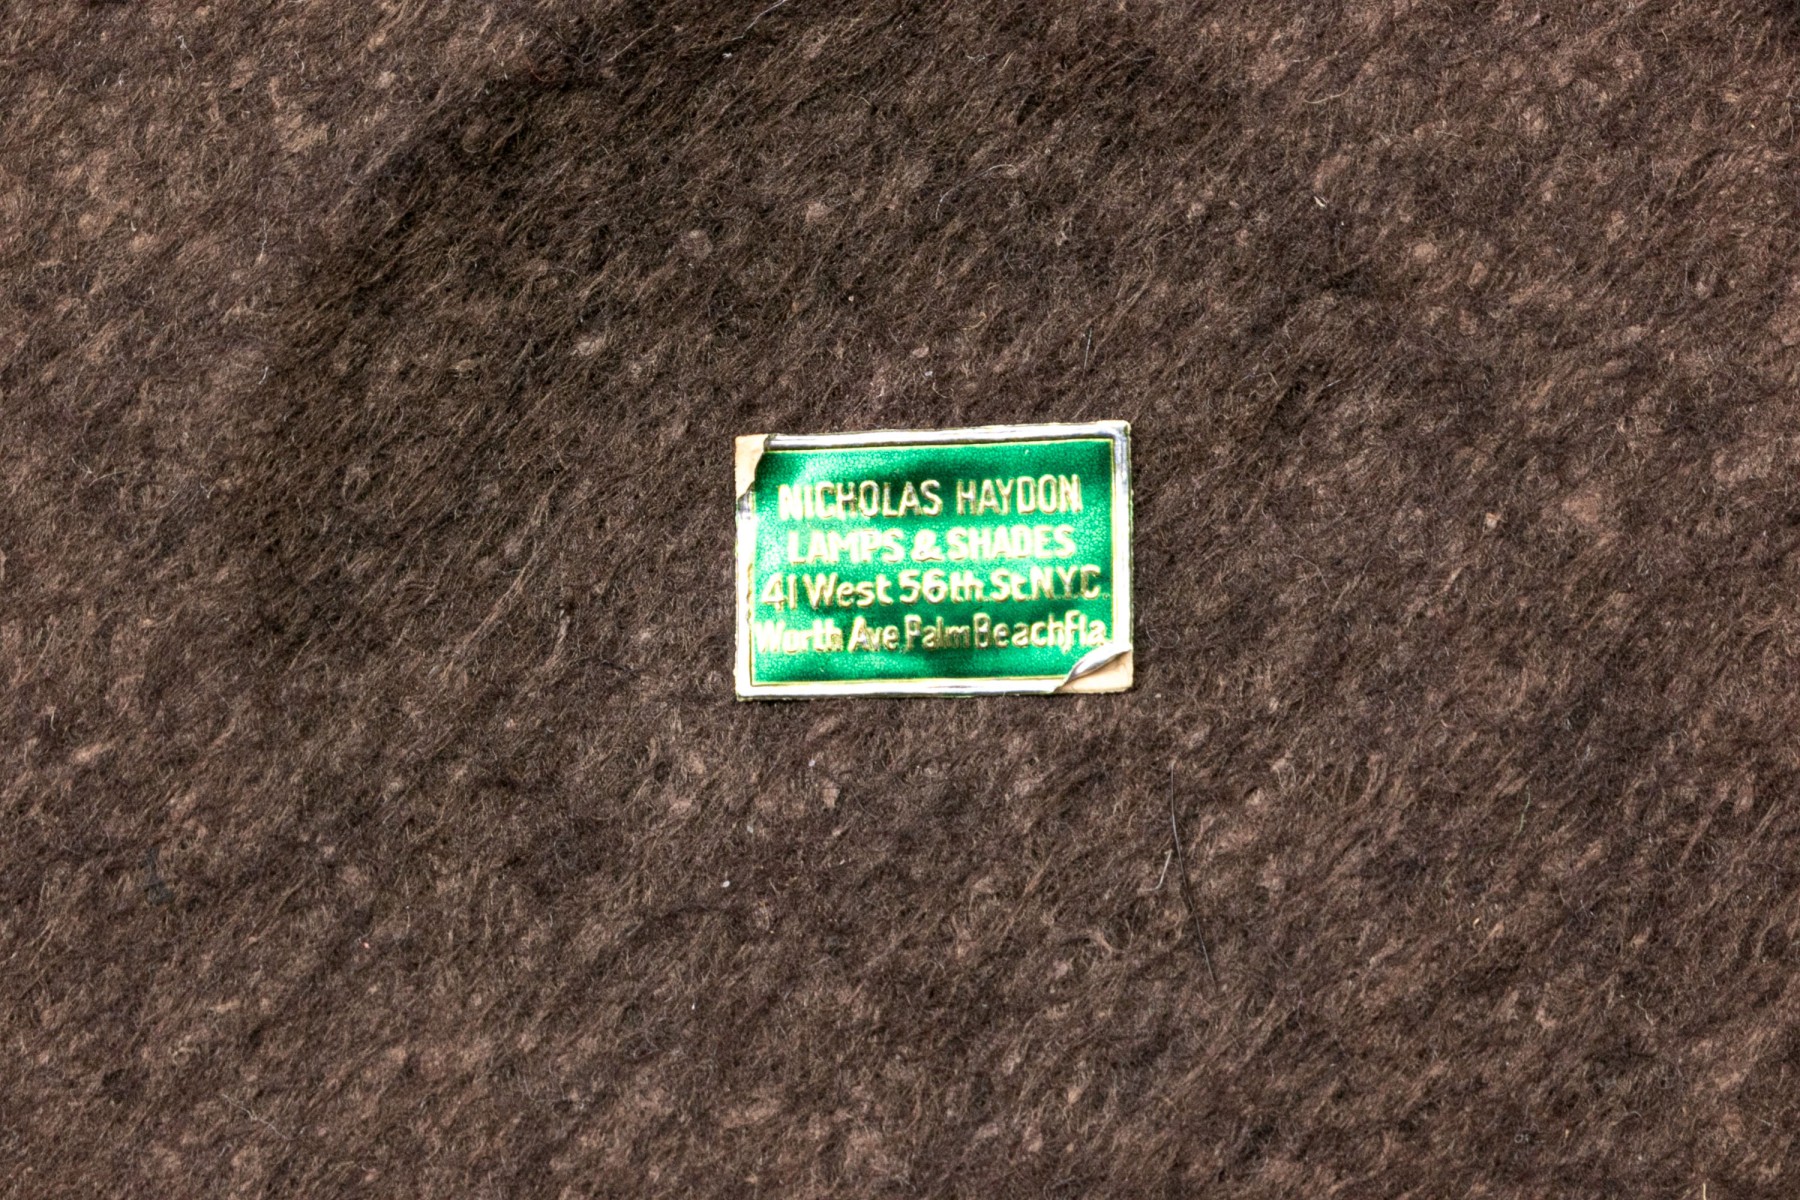 NICHOLAS HAYDON
LAMPS & SHADES
41 West 56th. St. N.Y.C.
Worth Ave. Palm Beach, Fla.